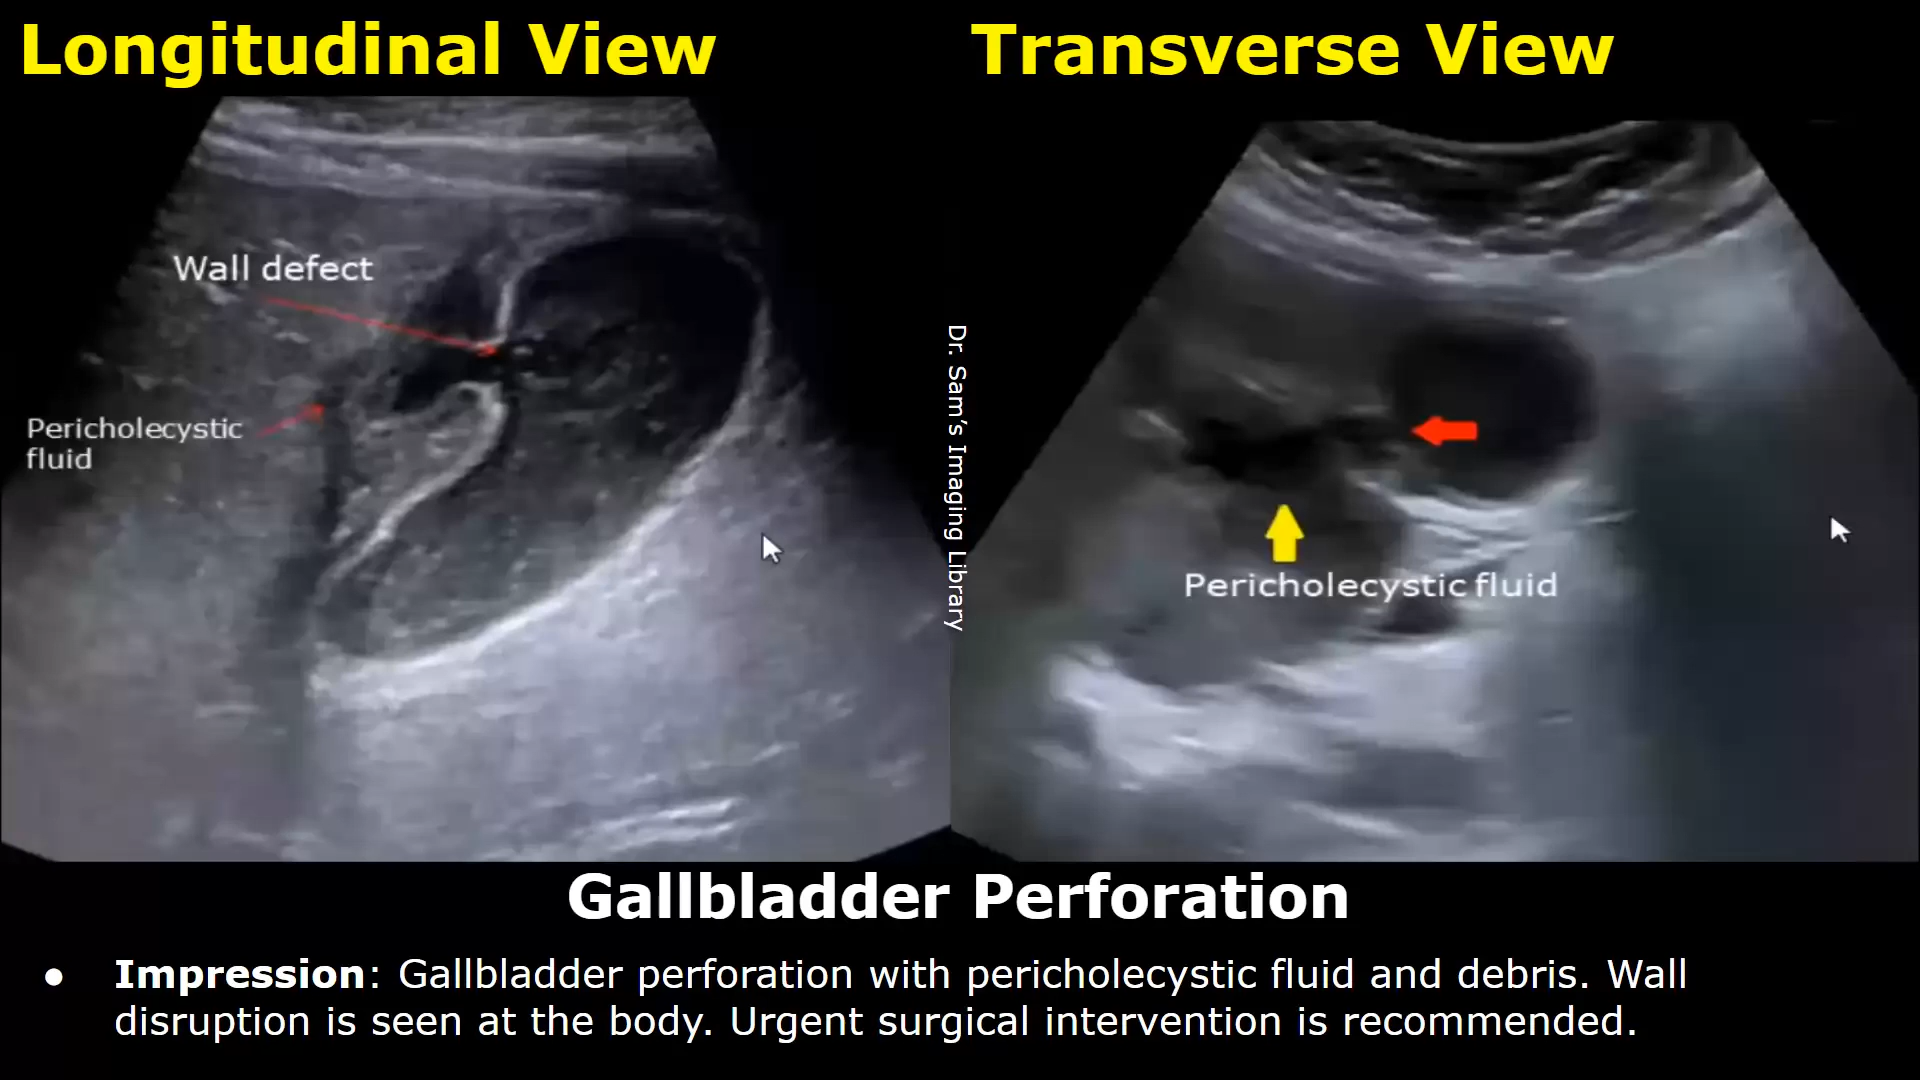 Longitudinal View
Transverse View
Wall defect
Pericholecystic
fluid
Dr. Sam's Imaging Library
Pericholecystic fluid
Gallbladder Perforation
● Impression: Gallbladder perforation with pericholecystic fluid and debris. Wall
disruption is seen at the body. Urgent surgical intervention is recommended.